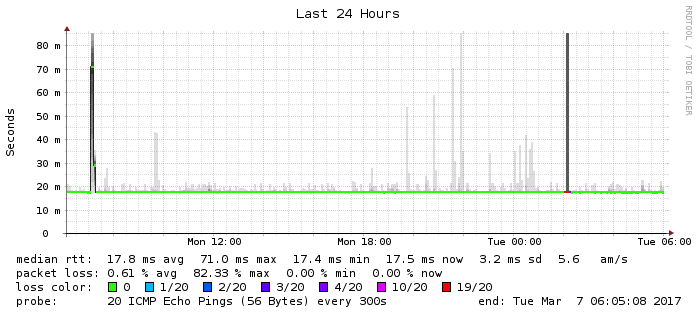 Last 24 Hours
RRDTOOL / TOBI OETIKER
Seconds
80 m
70 m
60 m
50 m
40 m
30 m
20 m
10 m
0
Mon 12:00 Mon 18:00 Tue 00:00 Tue 06:00
median rtt: 17.8 ms avg 71.0 ms max 17.4 ms min 17.5 ms now 3.2 ms sd 5.6 am/s
packet loss: 0.61 % avg 82.33 % max 0.00 % min 0.00 % now
loss color: 0 1/20 2/20 3/20 4/20 10/20 19/20
probe: 20 ICMP Echo Pings (56 Bytes) every 300s end: Tue Mar 7 06:05:08 2017